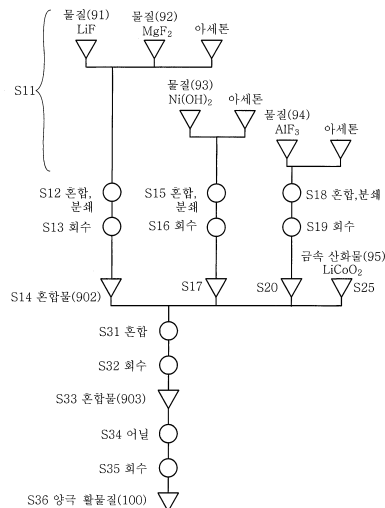 물질(91)
LiF
물질(92)
MgF₂
아세톤
S11
물질(93)
Ni(OH)₂
아세톤
물질(94)
AlF₃
아세톤
S12 혼합,
분쇄
S15 혼합,
분쇄
S18 혼합,분쇄
S13 회수
S16 회수
S19 회수
금속 산화물(95)
LiCoO₂
S14 혼합물(902)
S17
S20
S25
S31 혼합
S32 회수
S33 혼합물(903)
S34 어닐
S35 회수
S36 양극 활물질(100)